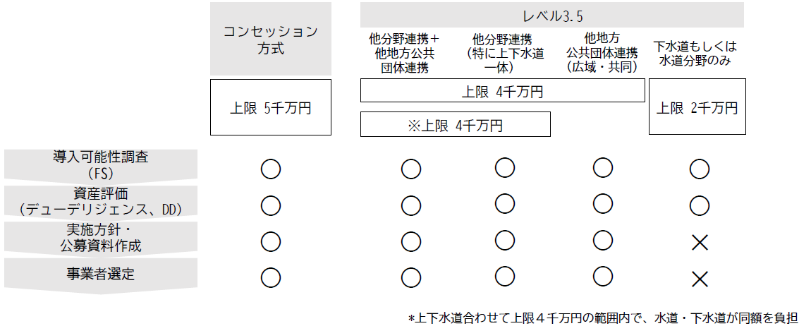 コンセッション
方式
レベル3.5
他分野連携＋
他地方公共
団体連携
他分野連携
(特に上下水道
一体)
他地方
公共団体連携
(広域・共同)
下水道もしくは
水道分野のみ
上限 5千万円
上限 4千万円
※上限 4千万円
上限 2千万円
導入可能性調査
（FS）
○ ○ ○ ○ ○
資産評価
（デューデリジェンス、DD）
○ ○ ○ ○ ○
実施方針・
公募資料作成
○ ○ ○ ○ ×
事業者選定
○ ○ ○ ○ ×
*上下水道合わせて上限４千万円の範囲内で、水道・下水道が同額を負担